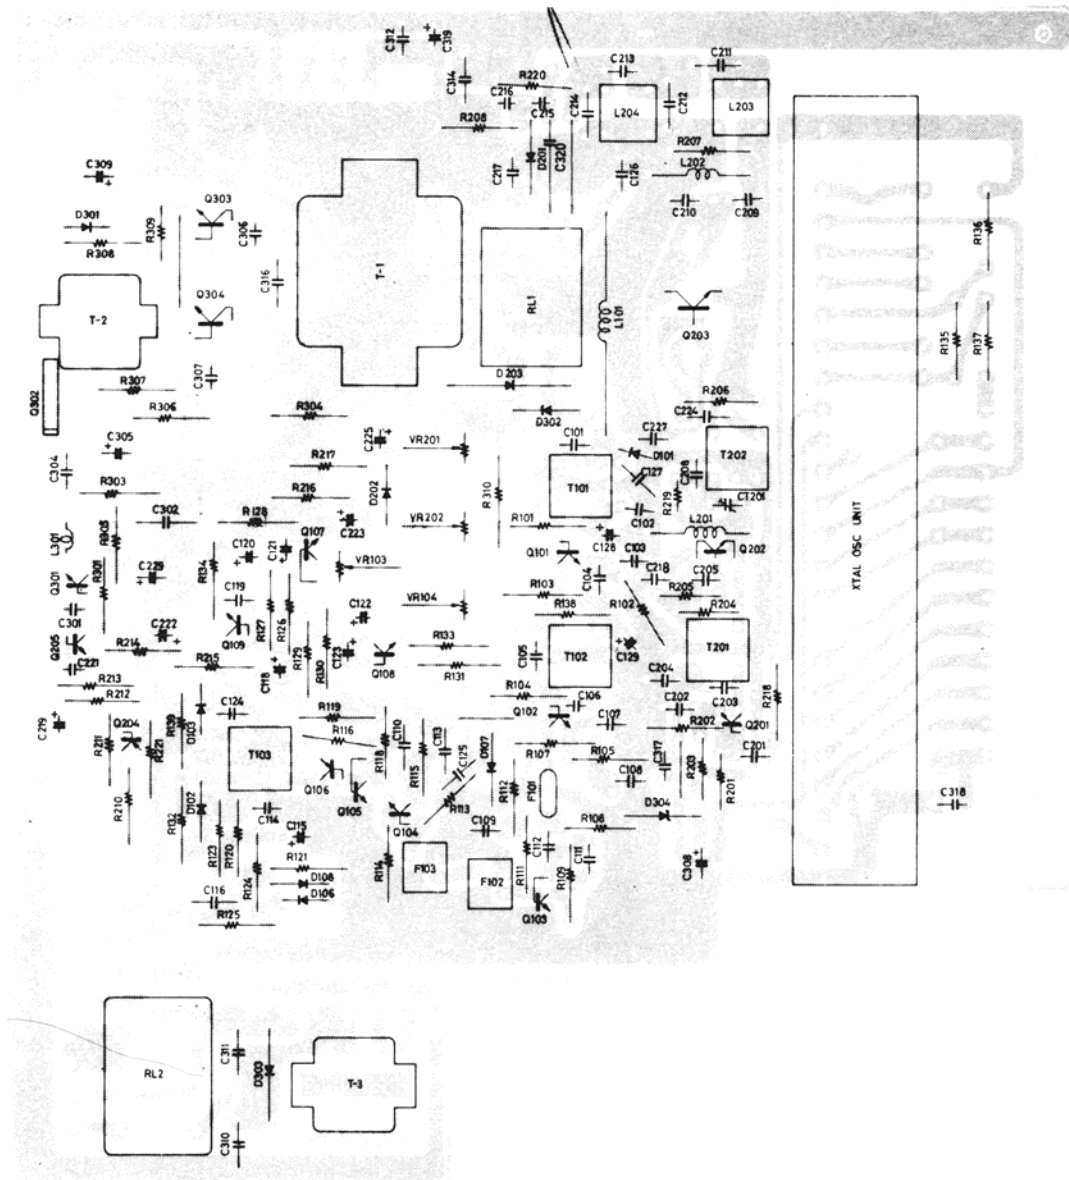 C312
C319
C213
C211
C314
R220
C216
C215
C214
L204
C212
L203
R208
D201
C320
R207
L202
C309
C217
C126
C210
C209
D301
R308
R309
Q303
C306
R136
T-1
C316
RL1
L101
T-2
Q304
Q203
R135
R137
Q302
R307
C307
D203
R306
R304
D302
R206
C224
C305
C225
VR201
C101
C227
D101
T202
C304
R217
C127
C208
R303
R216
D202
R310
T101
R219
CT201
C302
R128
C223
VR202
R101
C102
L201
L301
R305
Q107
C128
XTAL OSC UNIT
C120
C121
Q101
C103
Q202
R301
R134
VR103
C104
C218
C205
Q301
C229
C119
R103
R205
C301
VR104
R138
R102
R204
R127
R126
C122
C222
Q205
R214
Q109
R129
R130
C123
R133
C105
T102
C129
T201
C221
R215
C118
Q108
R131
C204
R213
R104
C203
R218
R212
C106
C202
C219
C124
R119
Q102
C107
R202
Q201
Q204
R139
D103
R116
R118
C110
C113
R211
R221
T103
R115
D107
R107
R105
C317
C201
Q106
C125
C108
R203
R201
R210
Q105
R112
F101
D102
C114
R113
D304
C318
R132
Q104
C109
R108
R123
R120
C115
C112
R121
R114
F103
R111
C111
C308
R124
D108
F102
R109
C116
D106
Q103
R125
C311
RL2
D303
T-3
C310